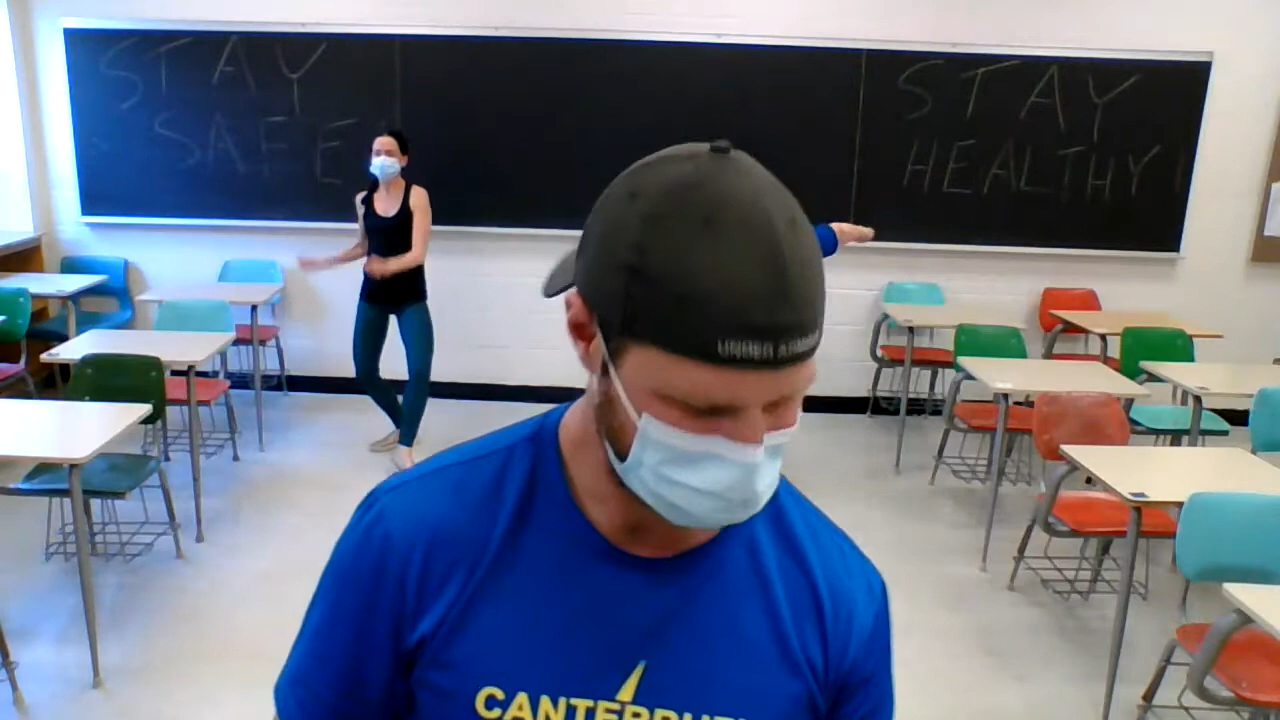 STAY
SAFE
STAY
HEALTHY!
UNDER ARMOUR
CANTERBURY